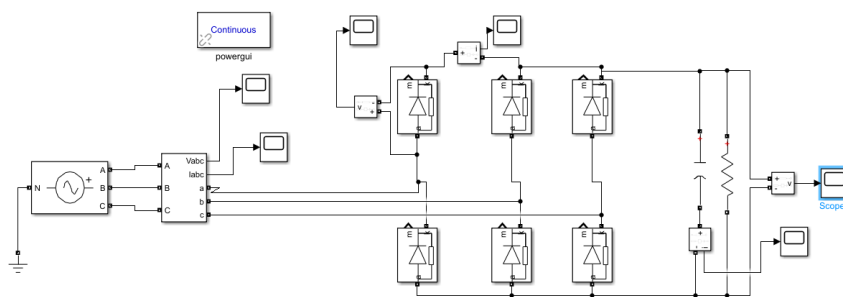 Continuous
powergui
v
-
+
+
i
-
m
k
a
m
k
a
m
k
a
N
+
A
B
C
A
B
C
Vabc
Iabc
a
b
c
+
+
+
-
v
Scope
m
k
a
m
k
a
m
k
a
+
i
-